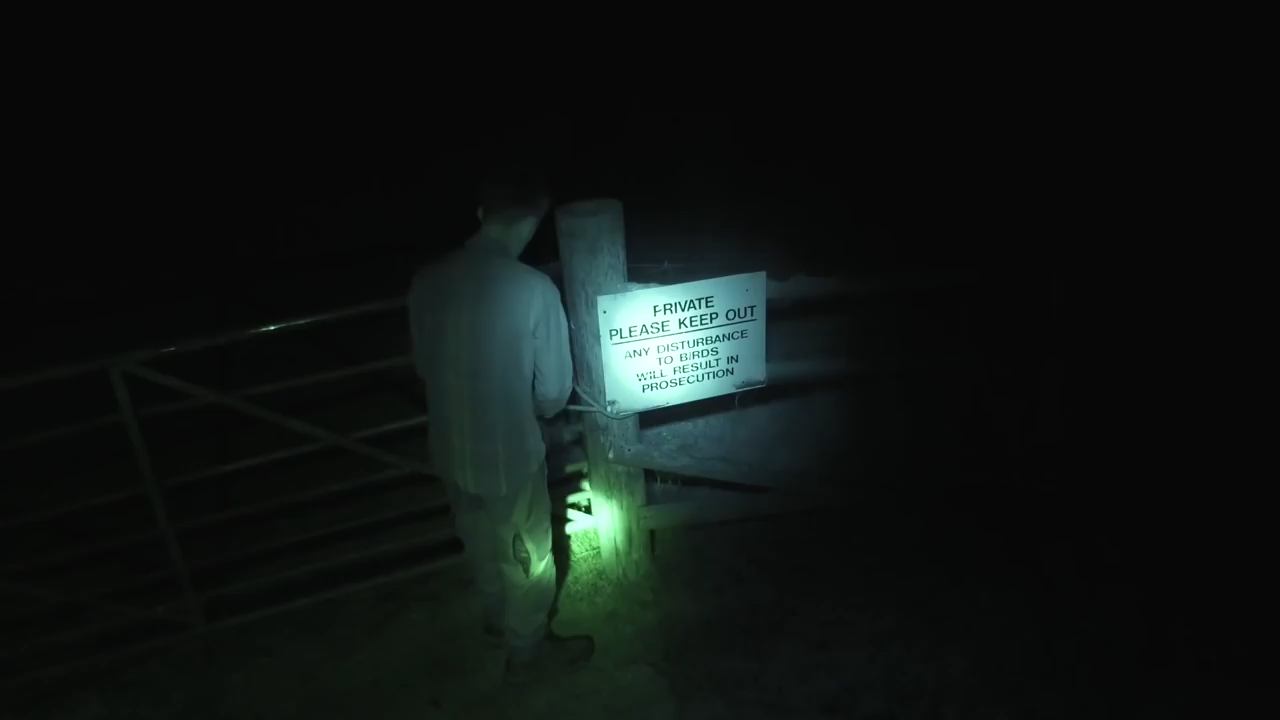 PRIVATE
PLEASE KEEP OUT
ANY DISTURBANCE
TO BIRDS
WILL RESULT IN
PROSECUTION